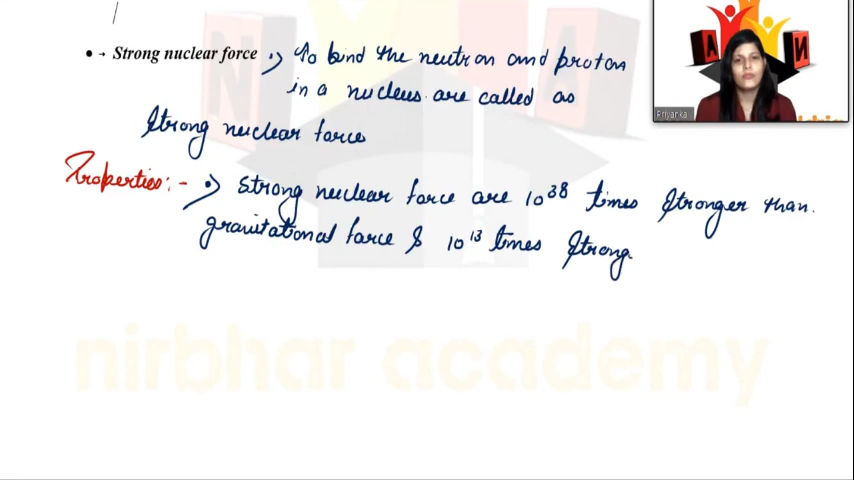 • → Strong nuclear force :) To bind the neutron and proton
in a nucleus are called as
Strong nuclear force
Properties:- •) Strong nuclear force are 10³⁸ times stronger than
gravitational force & 10¹³ times strong
Priyanka
A N
nirbhar academy